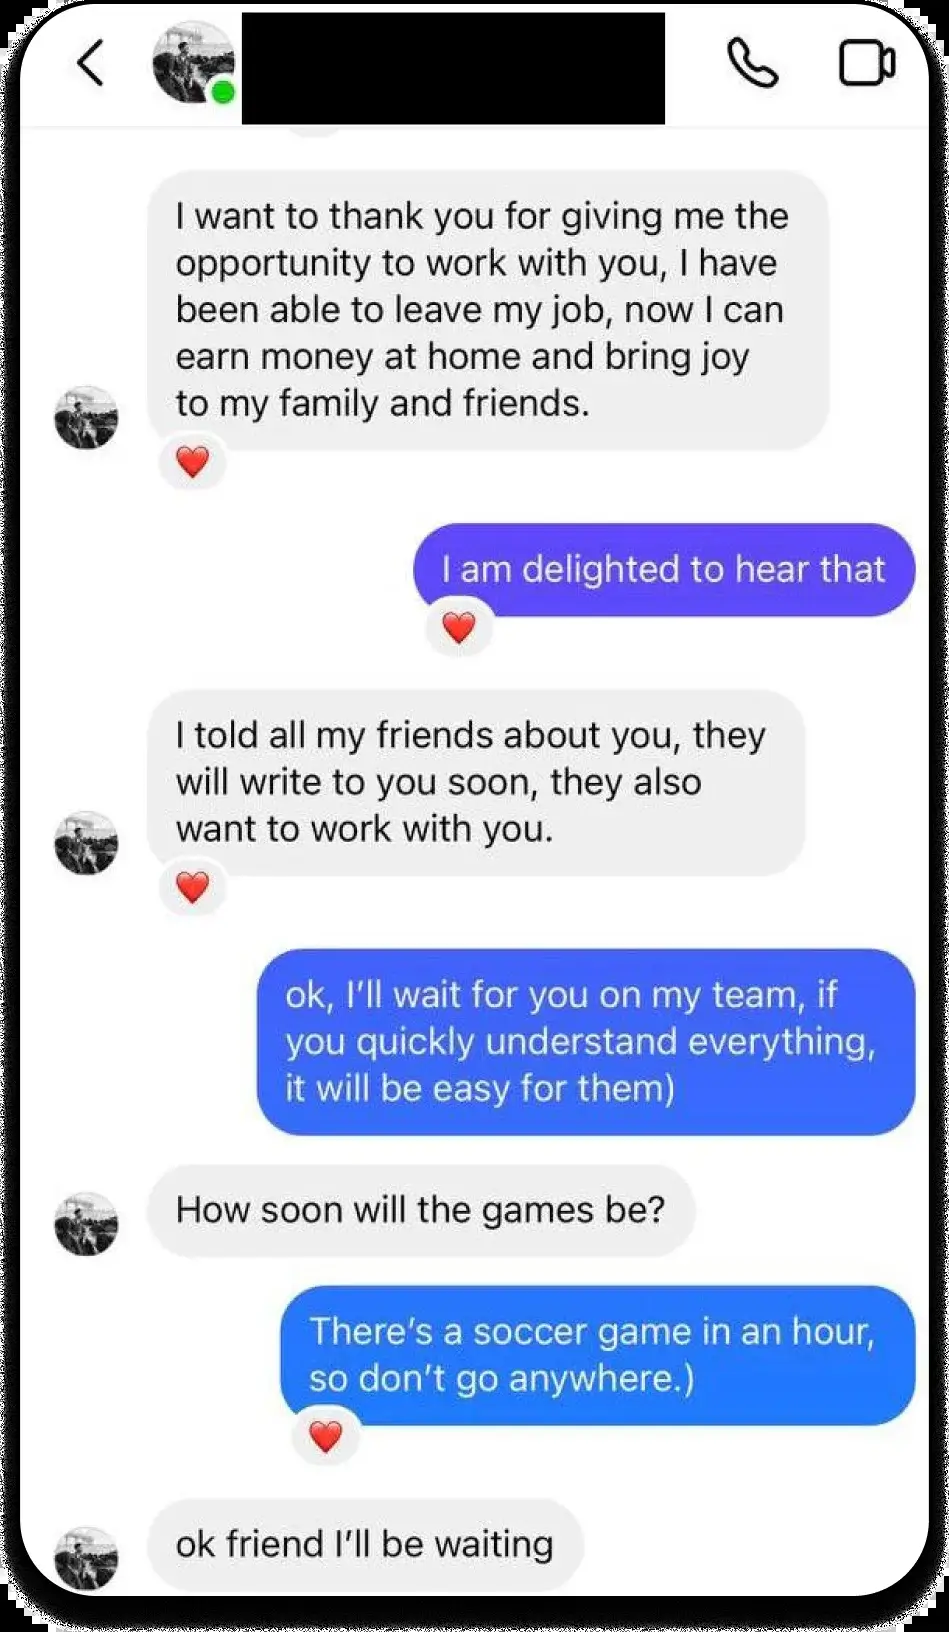 I want to thank you for giving me the
opportunity to work with you, I have
been able to leave my job, now I can
earn money at home and bring joy
to my family and friends.
I am delighted to hear that
I told all my friends about you, they
will write to you soon, they also
want to work with you.
ok, I’ll wait for you on my team, if
you quickly understand everything,
it will be easy for them)
How soon will the games be?
There’s a soccer game in an hour,
so don’t go anywhere.)
ok friend I’ll be waiting